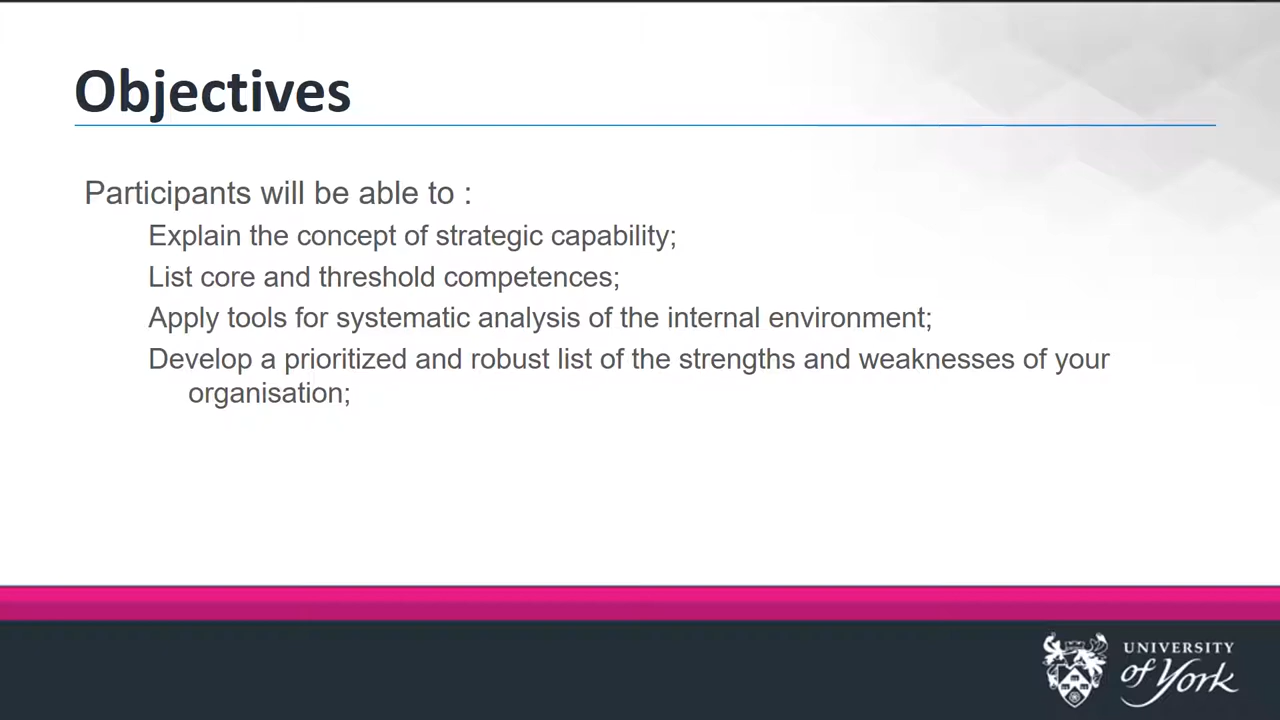 Objectives
Participants will be able to :
Explain the concept of strategic capability;
List core and threshold competences;
Apply tools for systematic analysis of the internal environment;
Develop a prioritized and robust list of the strengths and weaknesses of your
organisation;
UNIVERSITY
of York